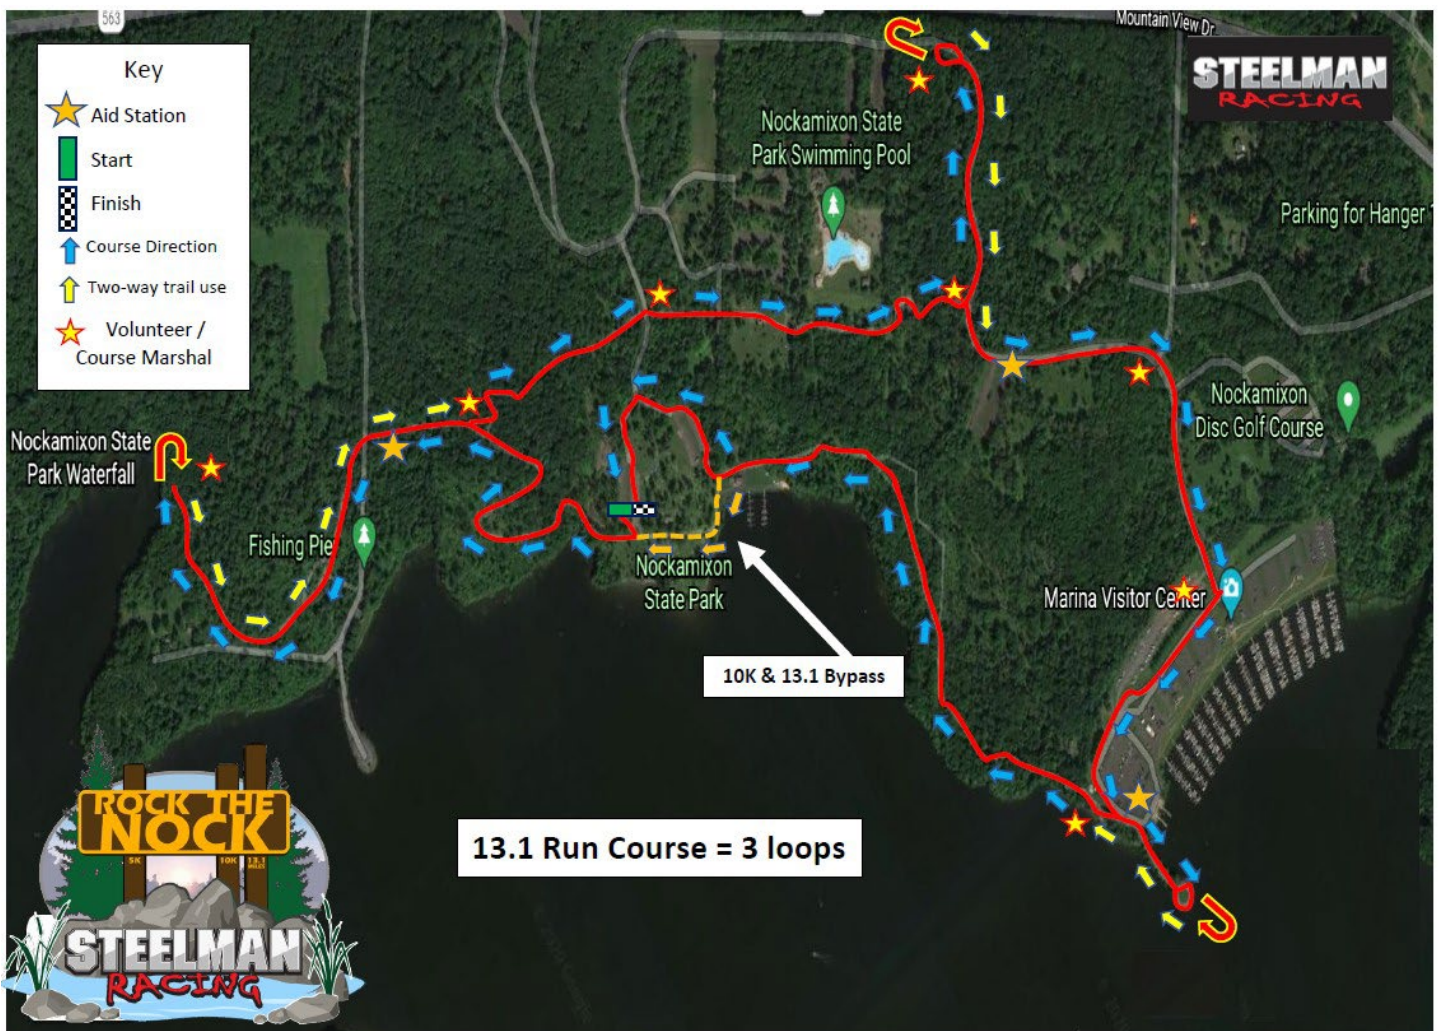 563
Mountain View Dr
STEELMAN
RACING
Key
Aid Station
Start
Finish
Course Direction
Two-way trail use
Volunteer /
Course Marshal
Nockamixon State
Park Swimming Pool
Parking for Hanger
Nockamixon
Disc Golf Course
Nockamixon State
Park Waterfall
Fishing Pie
Nockamixon
State Park
Marina Visitor Center
10K & 13.1 Bypass
13.1 Run Course = 3 loops
ROCK THE
NOCK
5K
10K
13.1
MILES
STEELMAN
RACING